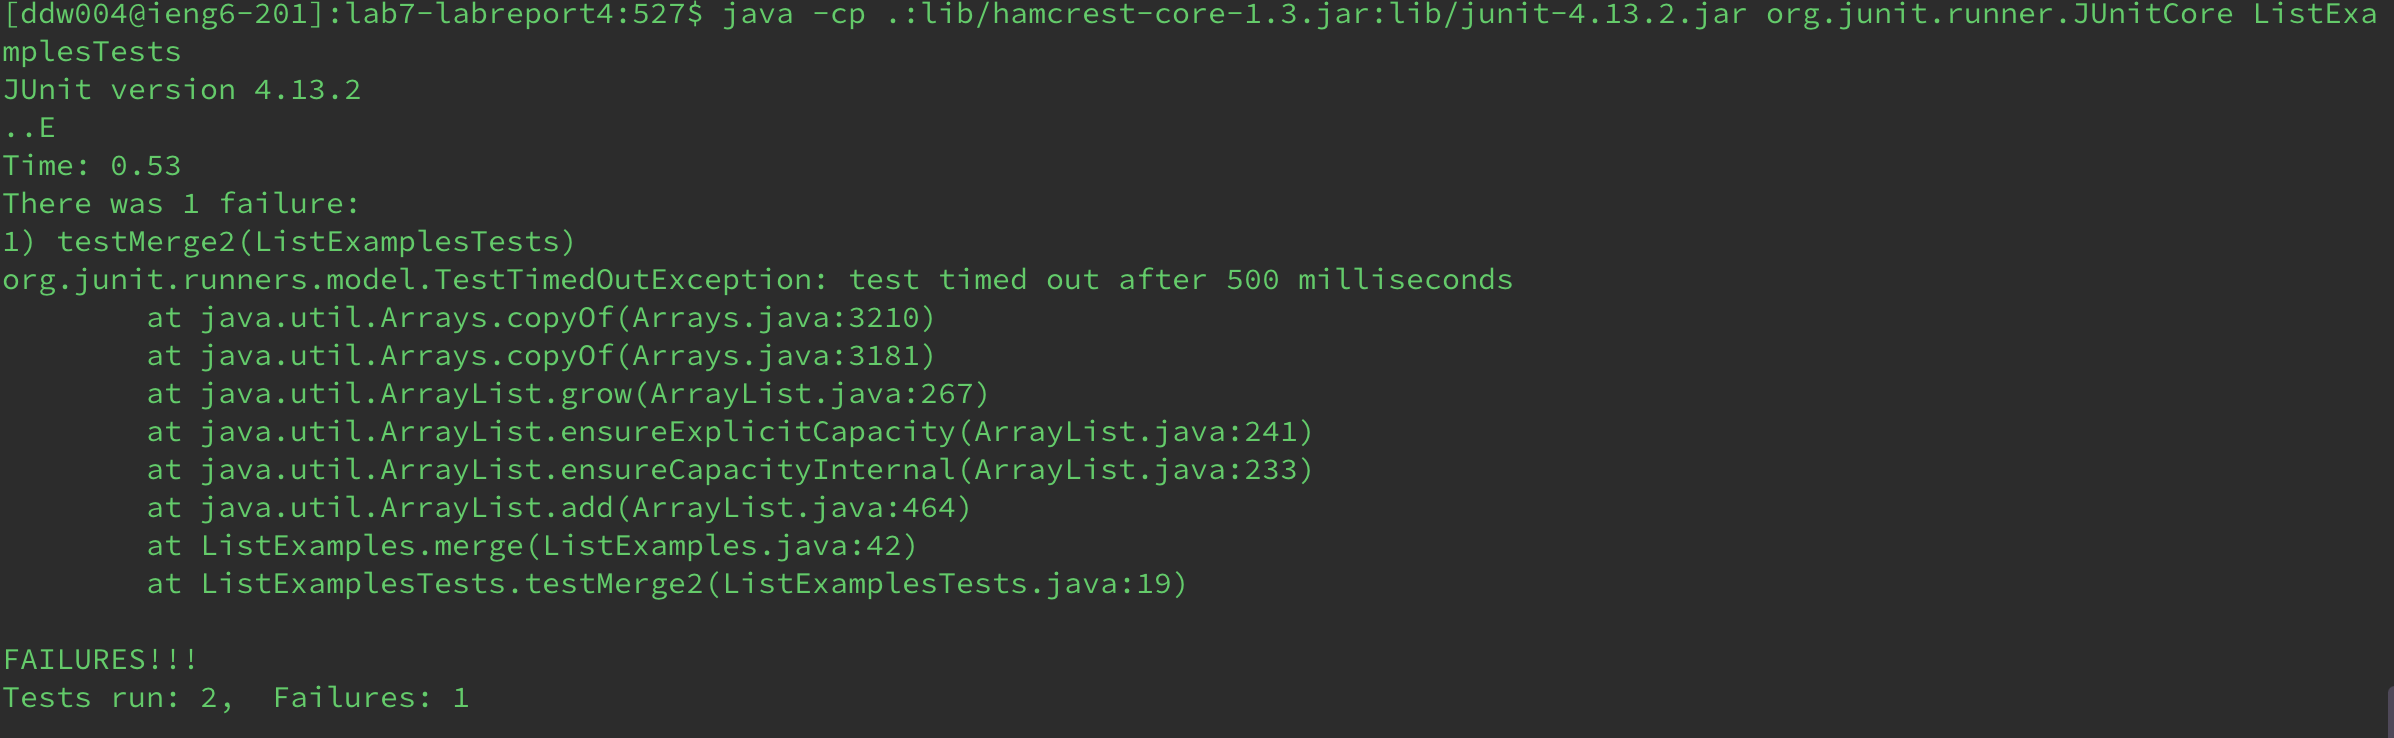 [ddw004@ieng6-201]:lab7-labreport4:527$ java -cp .:lib/hamcrest-core-1.3.jar:lib/junit-4.13.2.jar org.junit.runner.JUnitCore ListExa
mplesTests
JUnit version 4.13.2
..E
Time: 0.53
There was 1 failure:
1) testMerge2(ListExamplesTests)
org.junit.runners.model.TestTimedOutException: test timed out after 500 milliseconds
        at java.util.Arrays.copyOf(Arrays.java:3210)
        at java.util.Arrays.copyOf(Arrays.java:3181)
        at java.util.ArrayList.grow(ArrayList.java:267)
        at java.util.ArrayList.ensureExplicitCapacity(ArrayList.java:241)
        at java.util.ArrayList.ensureCapacityInternal(ArrayList.java:233)
        at java.util.ArrayList.add(ArrayList.java:464)
        at ListExamples.merge(ListExamples.java:42)
        at ListExamplesTests.testMerge2(ListExamplesTests.java:19)

FAILURES!!!
Tests run: 2,  Failures: 1